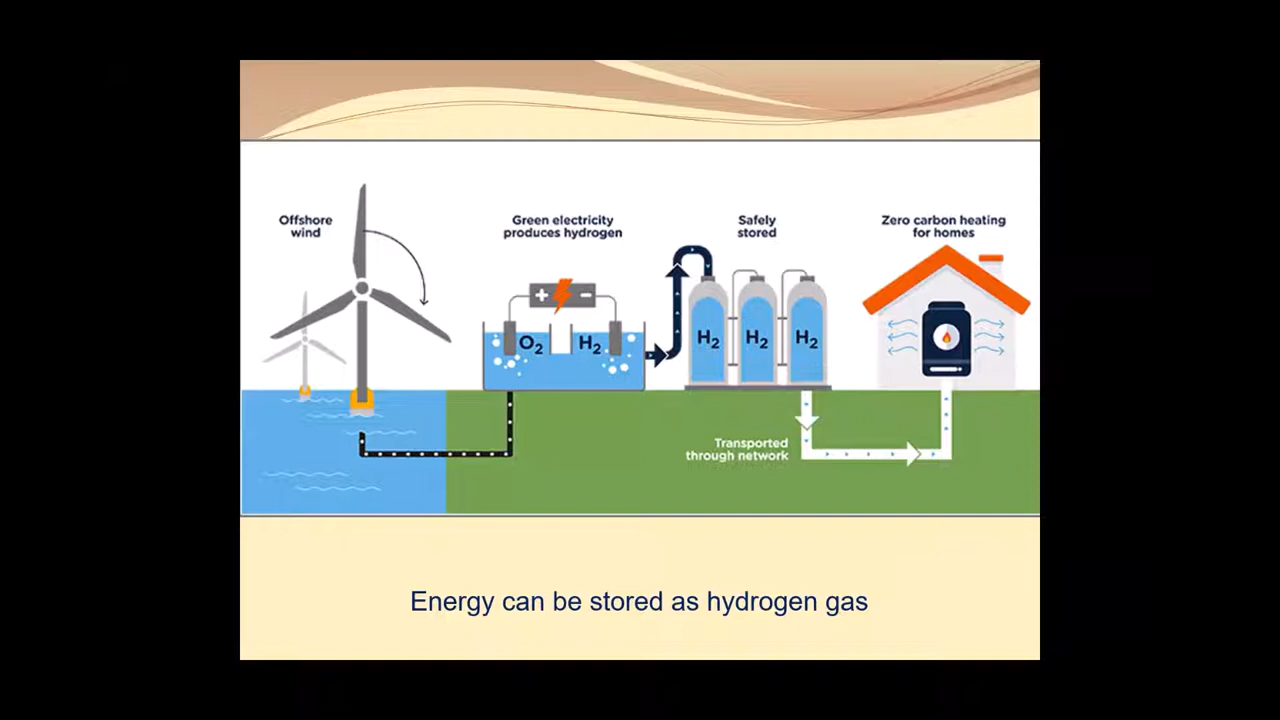 Offshore
wind
Green electricity
produces hydrogen
Safely
stored
Zero carbon heating
for homes
+ -
O₂
H₂
H₂
H₂
H₂
Transported
through network
Energy can be stored as hydrogen gas